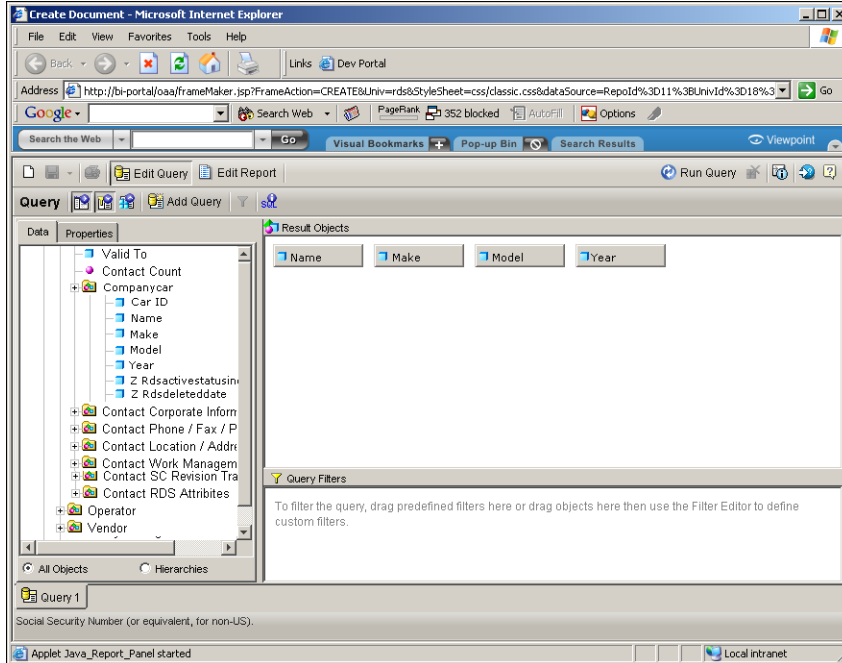 Create Document - Microsoft Internet Explorer
File Edit View Favorites Tools Help
Back Links Dev Portal
Address http://bi-portal/oaa/frameMaker.jsp?FrameAction=CREATE&Univ=rds&StyleSheet=css/classic.css&dataSource=RepoId%3D11%3BUnivId%3D18%3 Go
Google Search Web PageRank 352 blocked AutoFill Options
Search the Web Go Visual Bookmarks Pop-up Bin Search Results Viewpoint
Edit Query Edit Report Run Query
Query Add Query SQL
Data Properties
Result Objects
Name Make Model Year
Valid To
Contact Count
Companycar
Car ID
Name
Make
Model
Year
Z Rdsactivestatusin
Z Rdsdeleteddate
Contact Corporate Inform
Contact Phone / Fax / P
Contact Location / Addre
Contact Work Managem
Contact SC Revision Tra
Contact RDS Attribites
Operator
Vendor
Query Filters
To filter the query, drag predefined filters here or drag objects here then use the Filter Editor to define
custom filters.
All Objects Hierarchies
Query 1
Social Security Number (or equivalent, for non-US).
Applet Java_Report_Panel started Local intranet